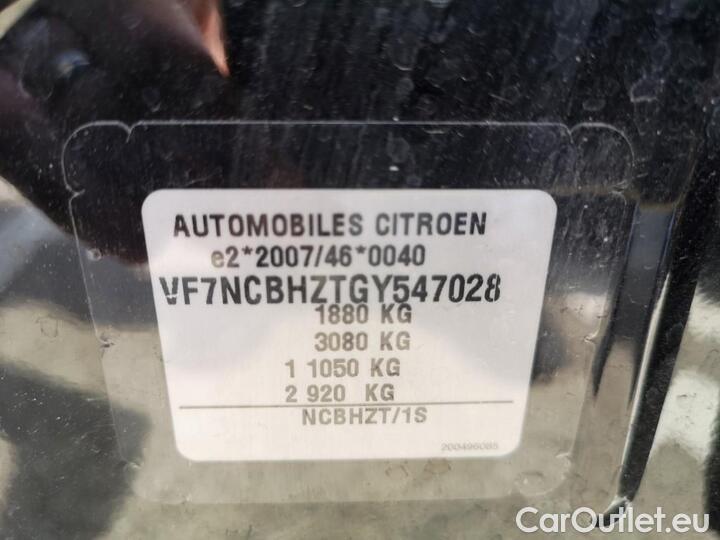 AUTOMOBILES CITROEN
e2*2007/46*0040
VF7NCBHZTGY547028
1880 KG
3080 KG
1 1050 KG
2 920 KG
NCBHZT/1S
200496085
CarOutlet.eu